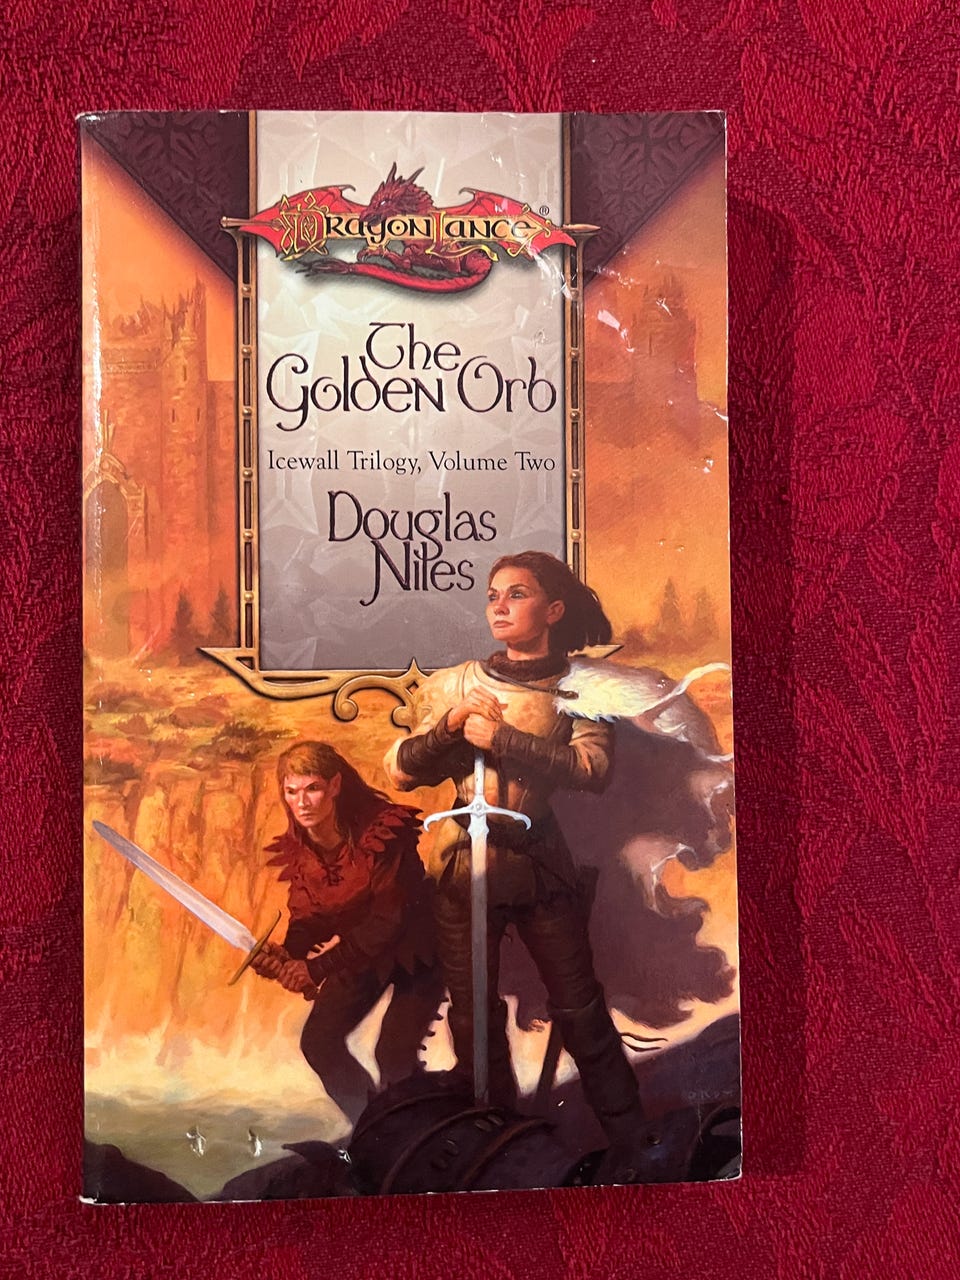 DragonLance®
The
Golden Orb
Icewall Trilogy, Volume Two
Douglas
Niles